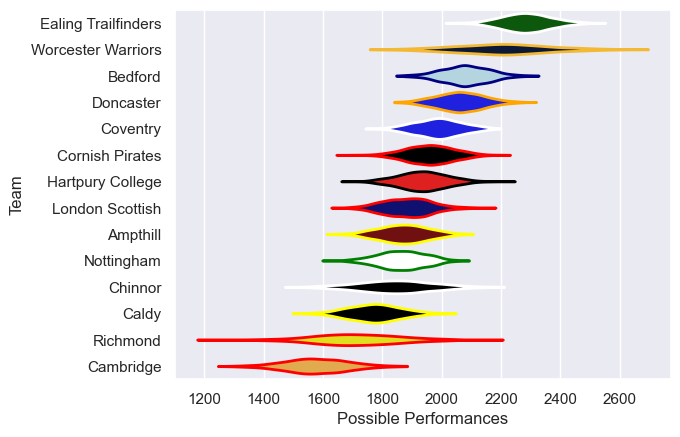 Ealing Trailfinders
Worcester Warriors
Bedford
Doncaster
Coventry
Cornish Pirates
Hartpury College
London Scottish
Ampthill
Nottingham
Chinnor
Caldy
Richmond
Cambridge
Team
1200 1400 1600 1800 2000 2200 2400 2600
Possible Performances